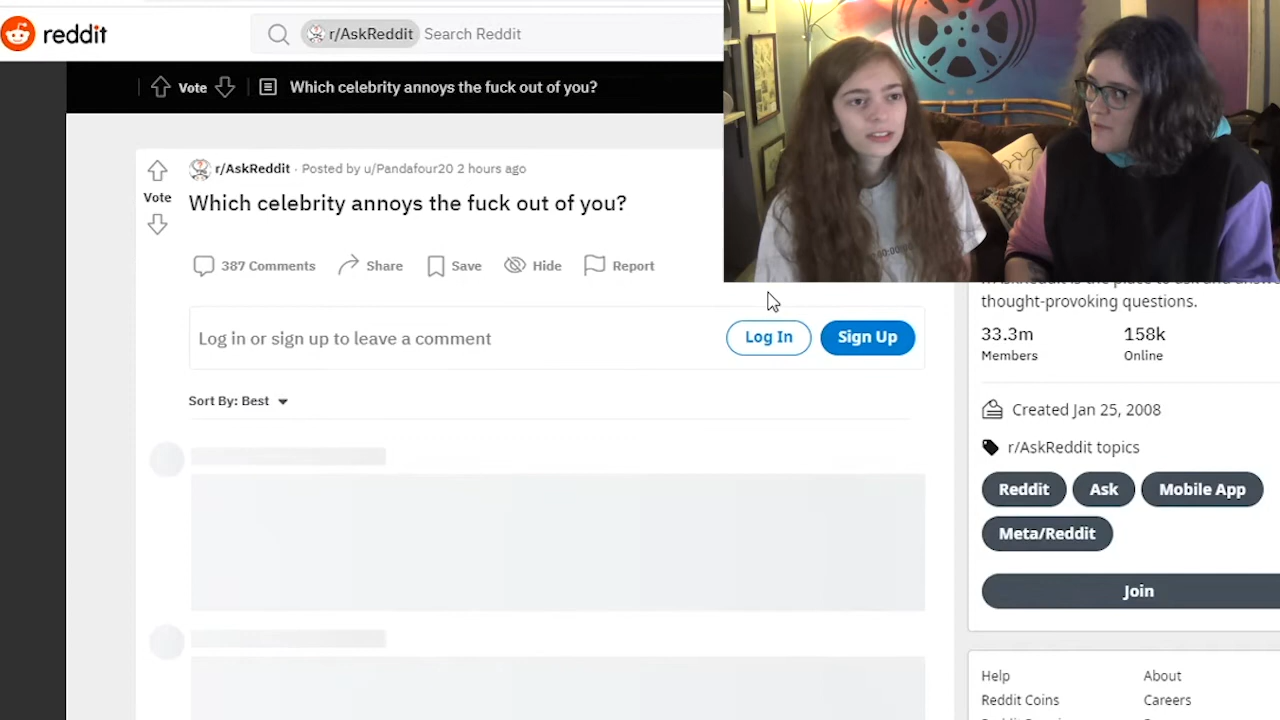 reddit
r/AskReddit Search Reddit
Vote Which celebrity annoys the fuck out of you?
r/AskReddit · Posted by u/Pandafour20 2 hours ago
Vote
Which celebrity annoys the fuck out of you?
387 Comments Share Save Hide Report
Log in or sign up to leave a comment Log In Sign Up
Sort By: Best
thought-provoking questions.
33.3m 158k
Members Online
Created Jan 25, 2008
r/AskReddit topics
Reddit Ask Mobile App
Meta/Reddit
Join
Help About
Reddit Coins Careers